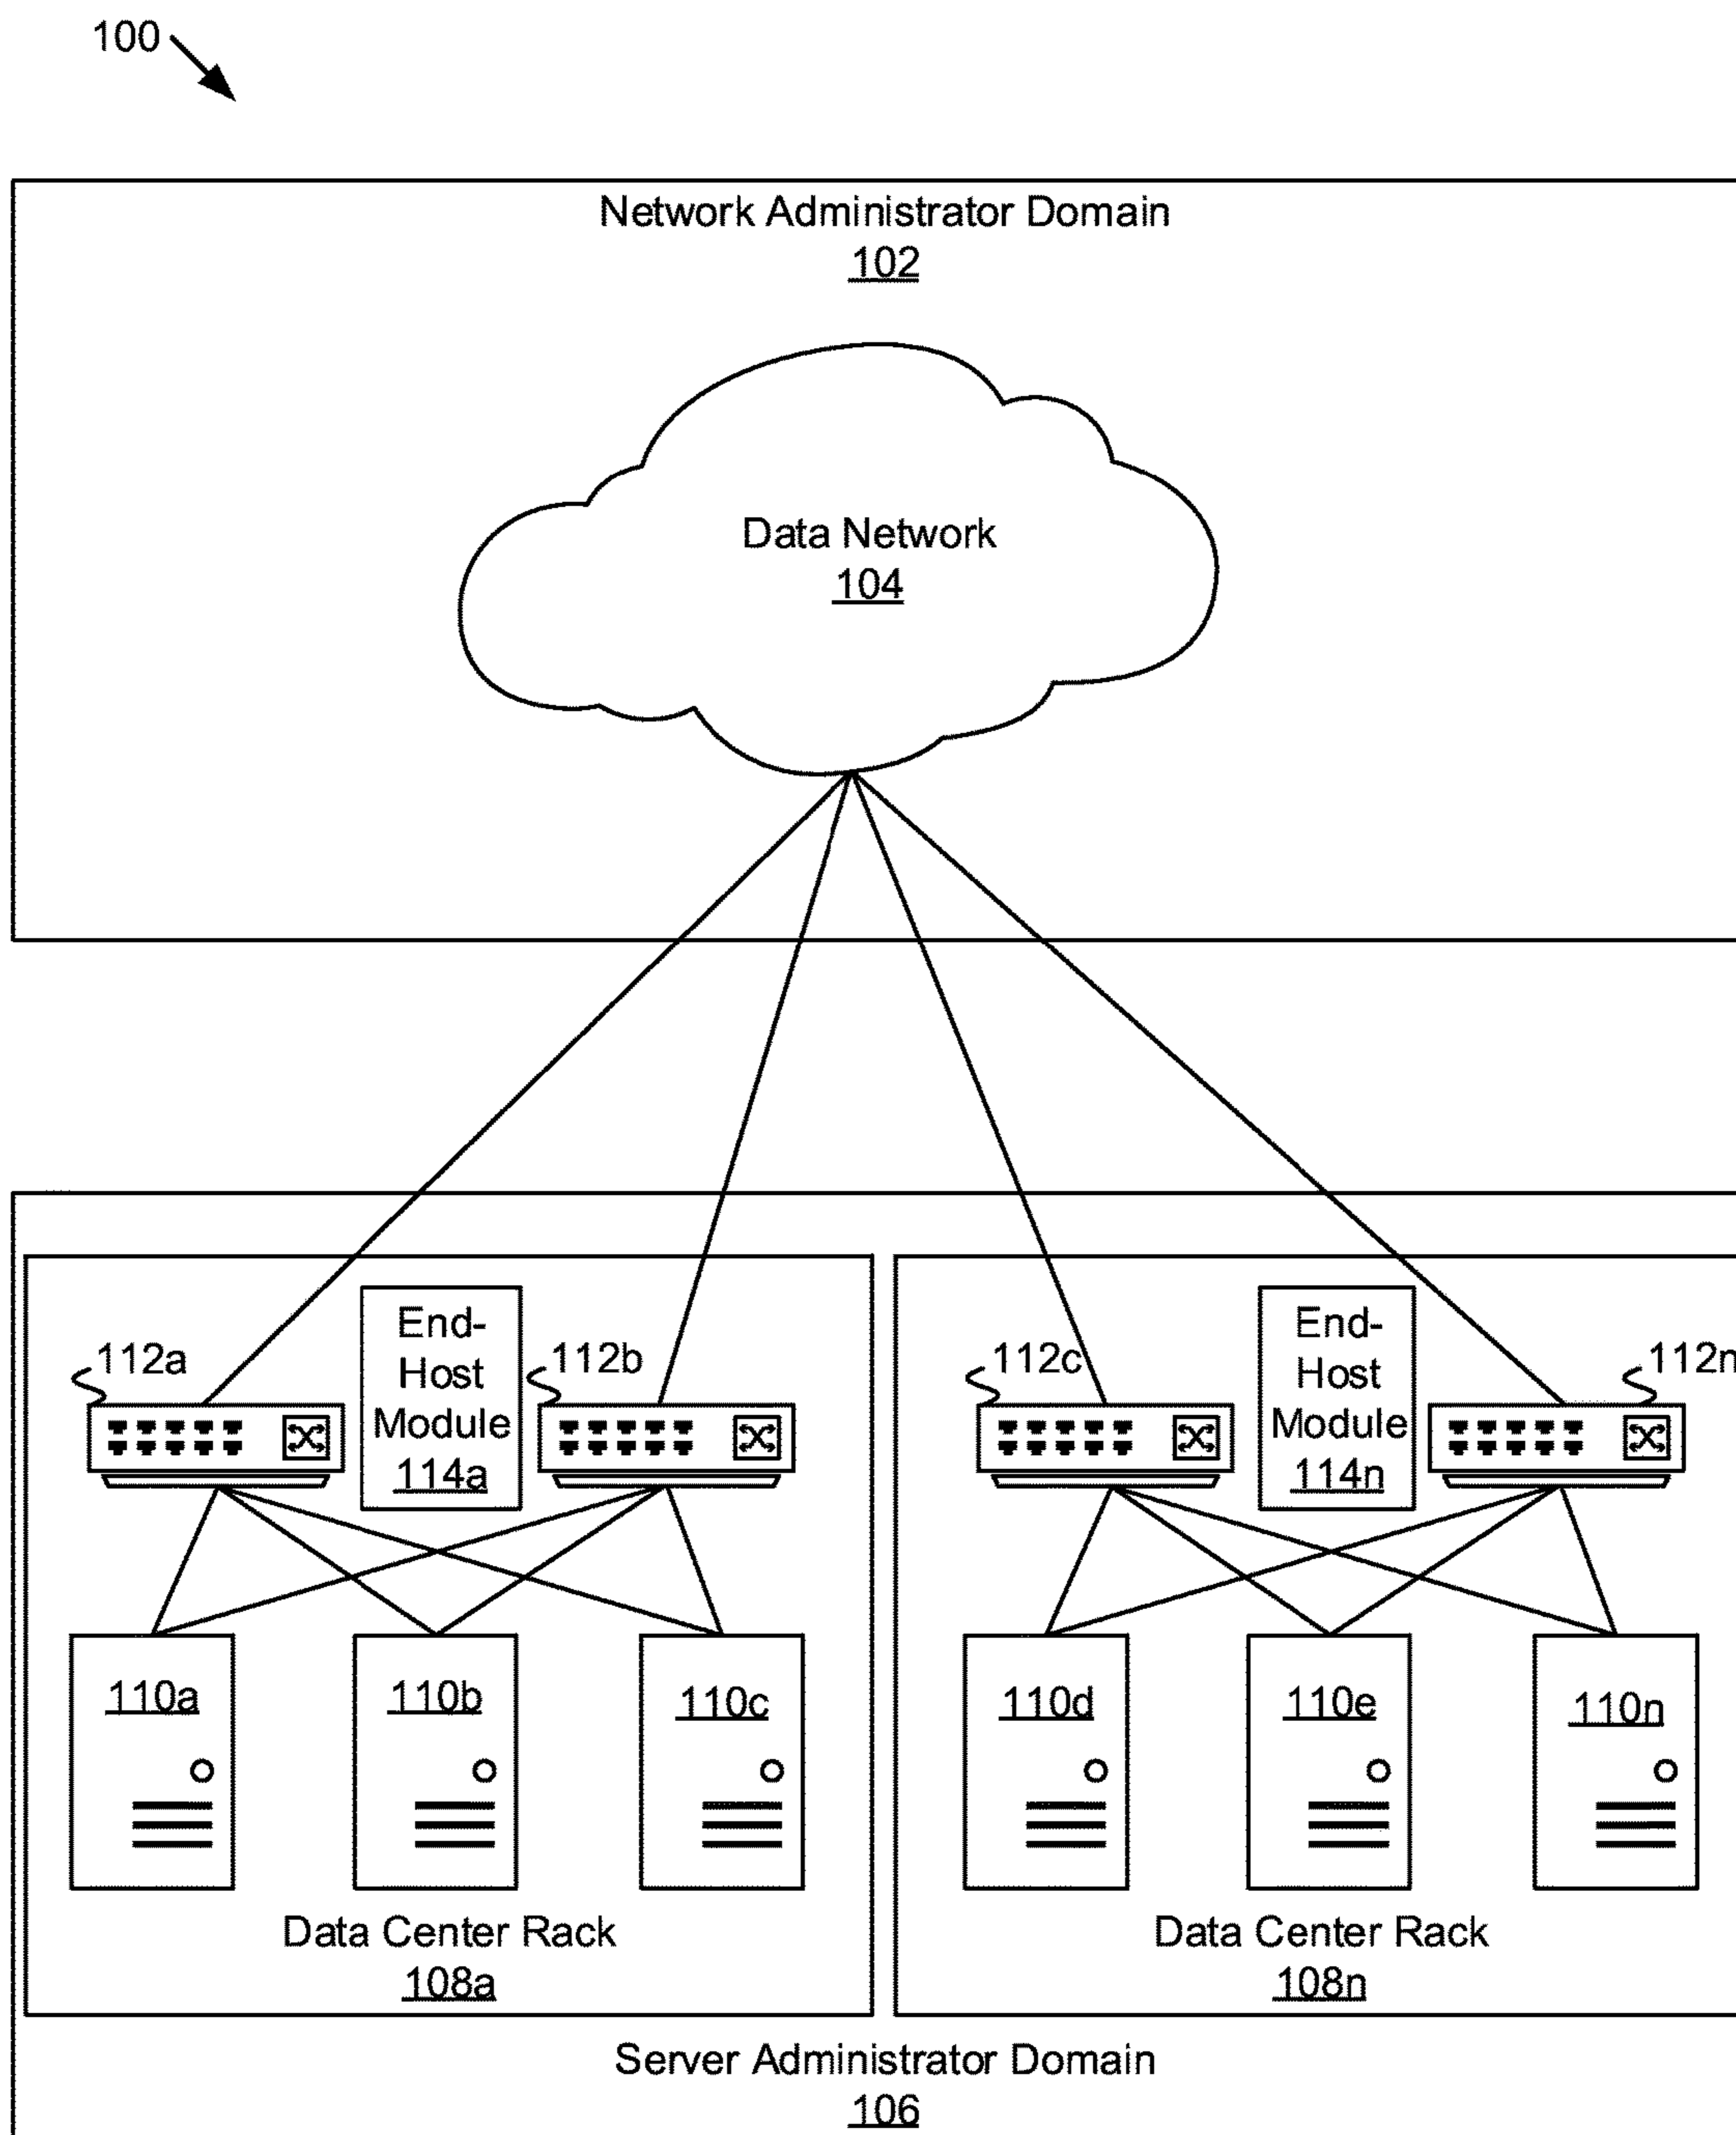 100
Network Administrator Domain
102
Data Network
104
End-
Host
Module
114a
End-
Host
Module
114n
112a
112b
112c
112n
110a
110b
110c
110d
110e
110n
Data Center Rack
108a
Data Center Rack
108n
Server Administrator Domain
106